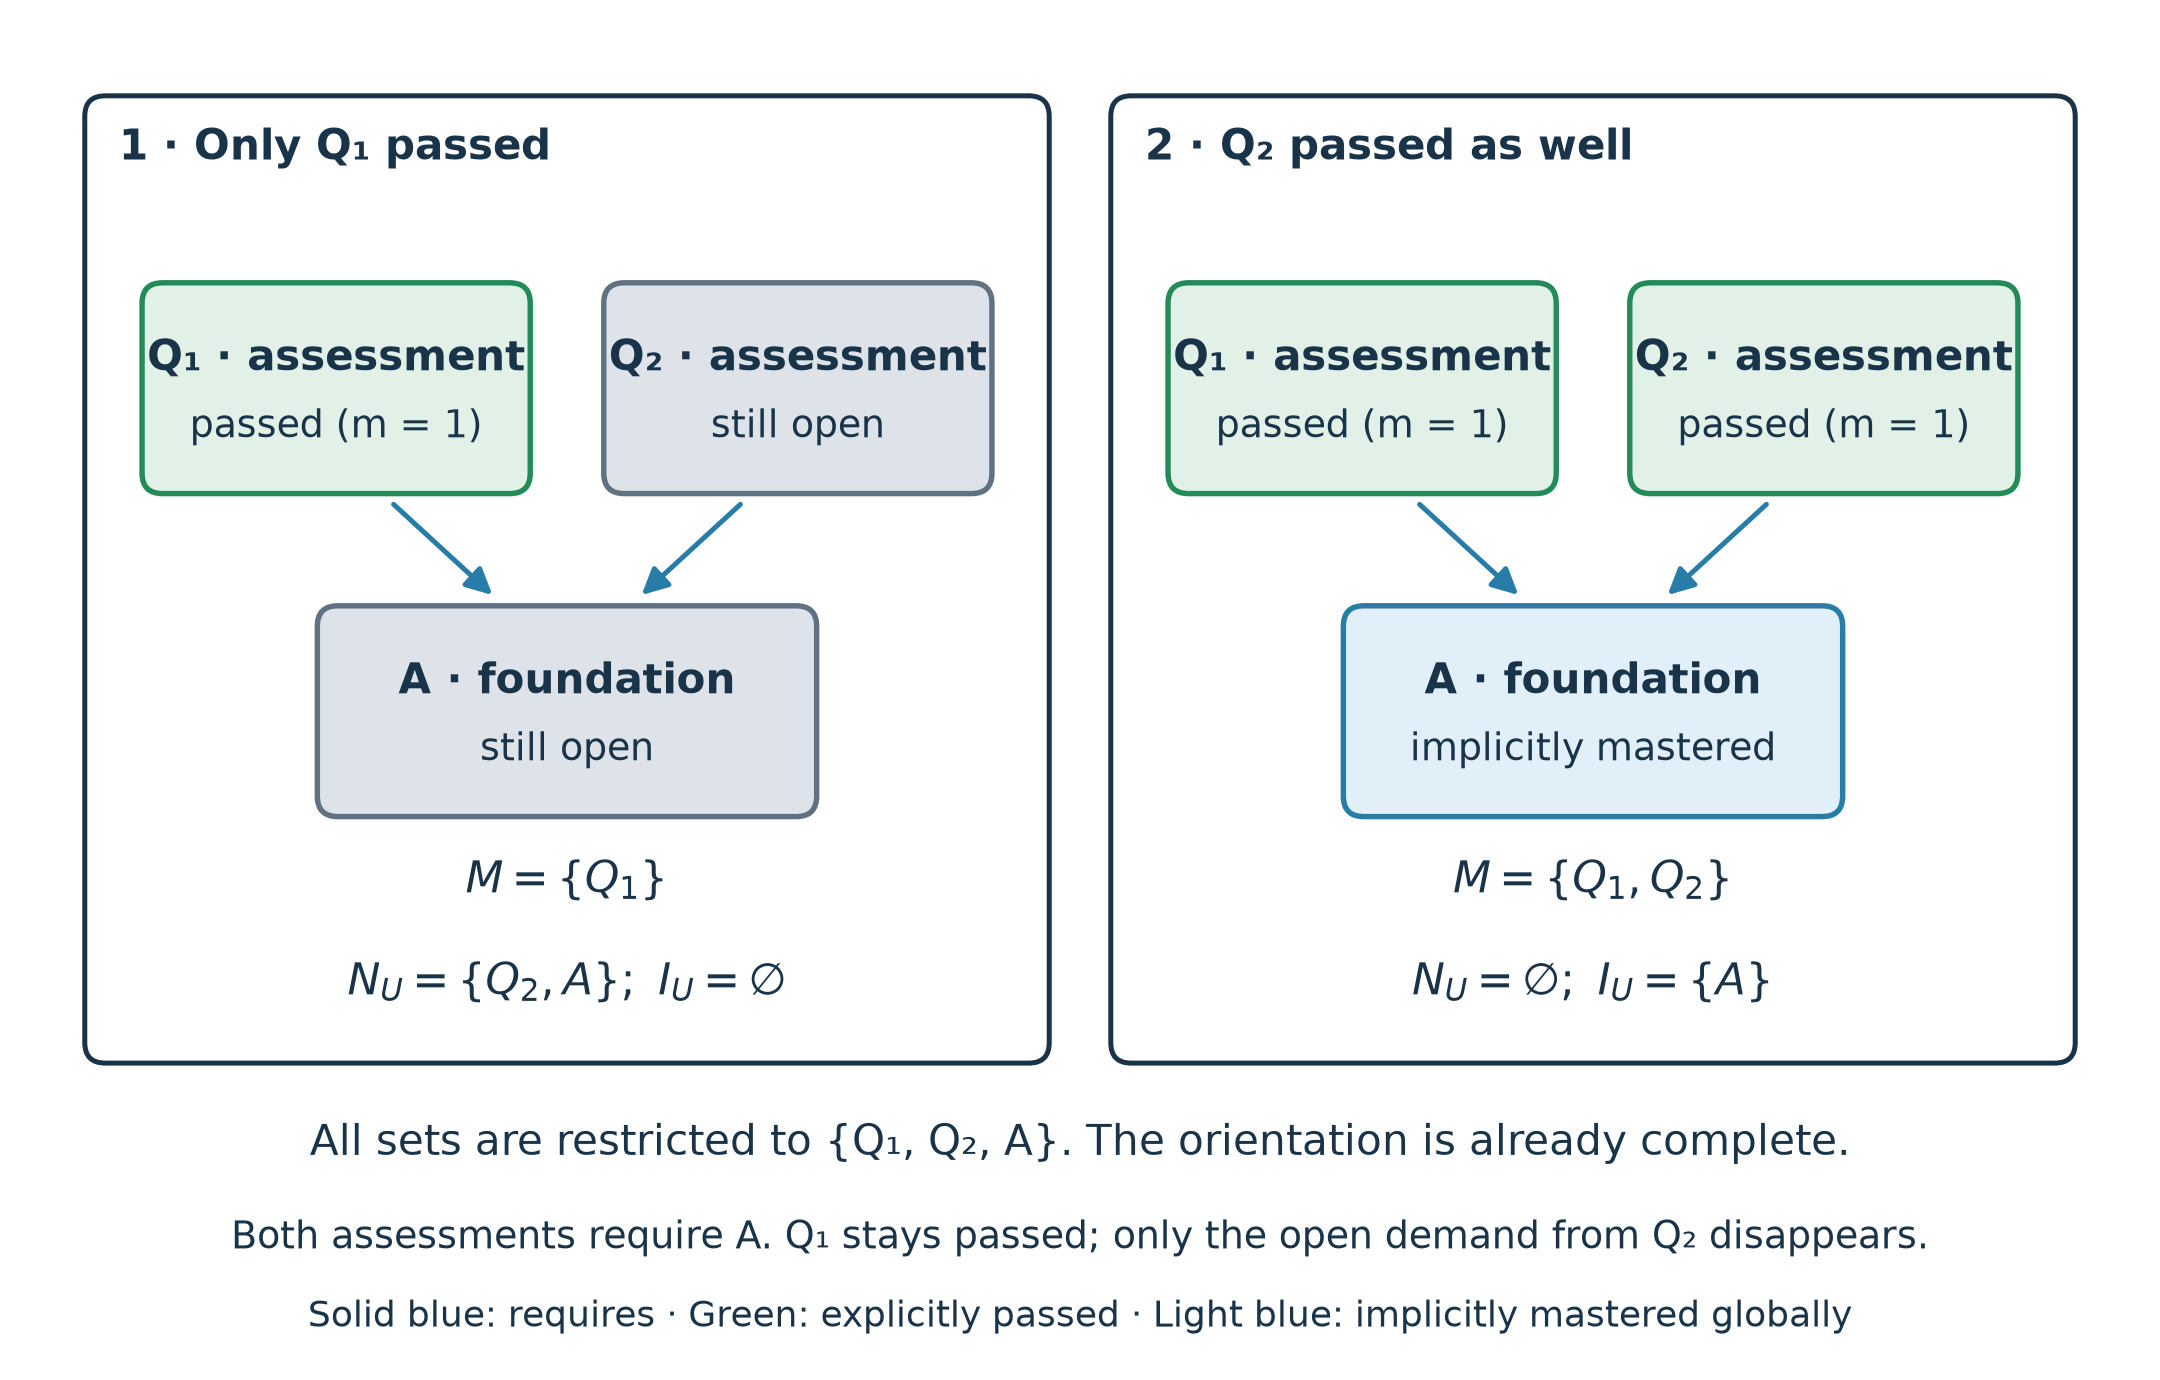 1 · Only Q₁ passed
Q₁ · assessment
passed (m = 1)
Q₂ · assessment
still open
A · foundation
still open
M = {Q₁}
N_U = {Q₂, A}; I_U = ∅
2 · Q₂ passed as well
Q₁ · assessment
passed (m = 1)
Q₂ · assessment
passed (m = 1)
A · foundation
implicitly mastered
M = {Q₁, Q₂}
N_U = ∅; I_U = {A}
All sets are restricted to {Q₁, Q₂, A}. The orientation is already complete.
Both assessments require A. Q₁ stays passed; only the open demand from Q₂ disappears.
Solid blue: requires · Green: explicitly passed · Light blue: implicitly mastered globally